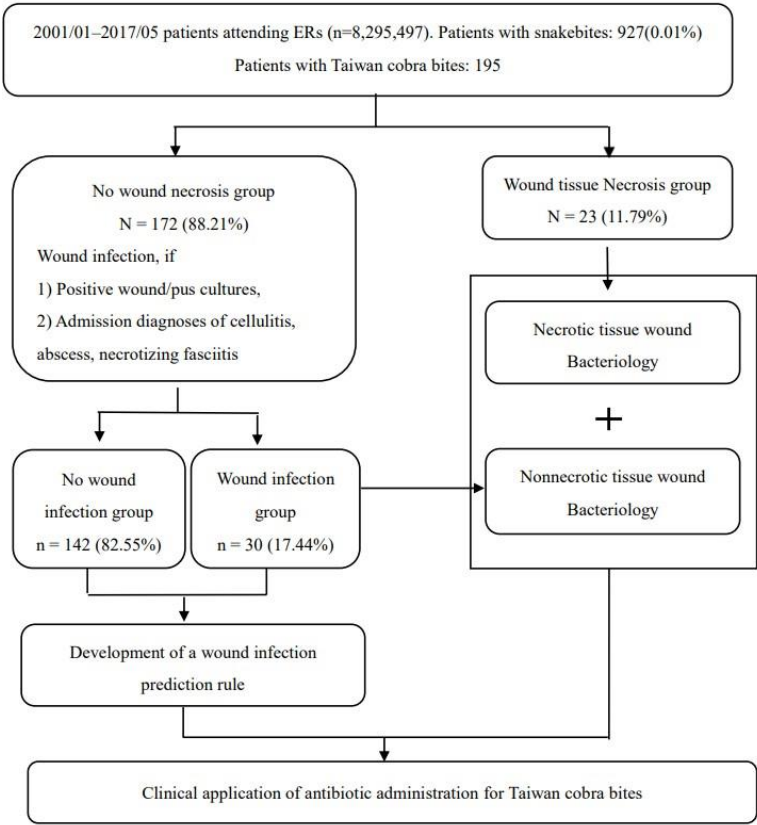 2001/01–2017/05 patients attending ERs (n=8,295,497). Patients with snakebites: 927(0.01%)
Patients with Taiwan cobra bites: 195
No wound necrosis group
N = 172 (88.21%)
Wound infection, if
1) Positive wound/pus cultures,
2) Admission diagnoses of cellulitis,
abscess, necrotizing fasciitis
Wound tissue Necrosis group
N = 23 (11.79%)
Necrotic tissue wound
Bacteriology
+
Nonnecrotic tissue wound
Bacteriology
No wound
infection group
n = 142 (82.55%)
Wound infection
group
n = 30 (17.44%)
Development of a wound infection
prediction rule
Clinical application of antibiotic administration for Taiwan cobra bites